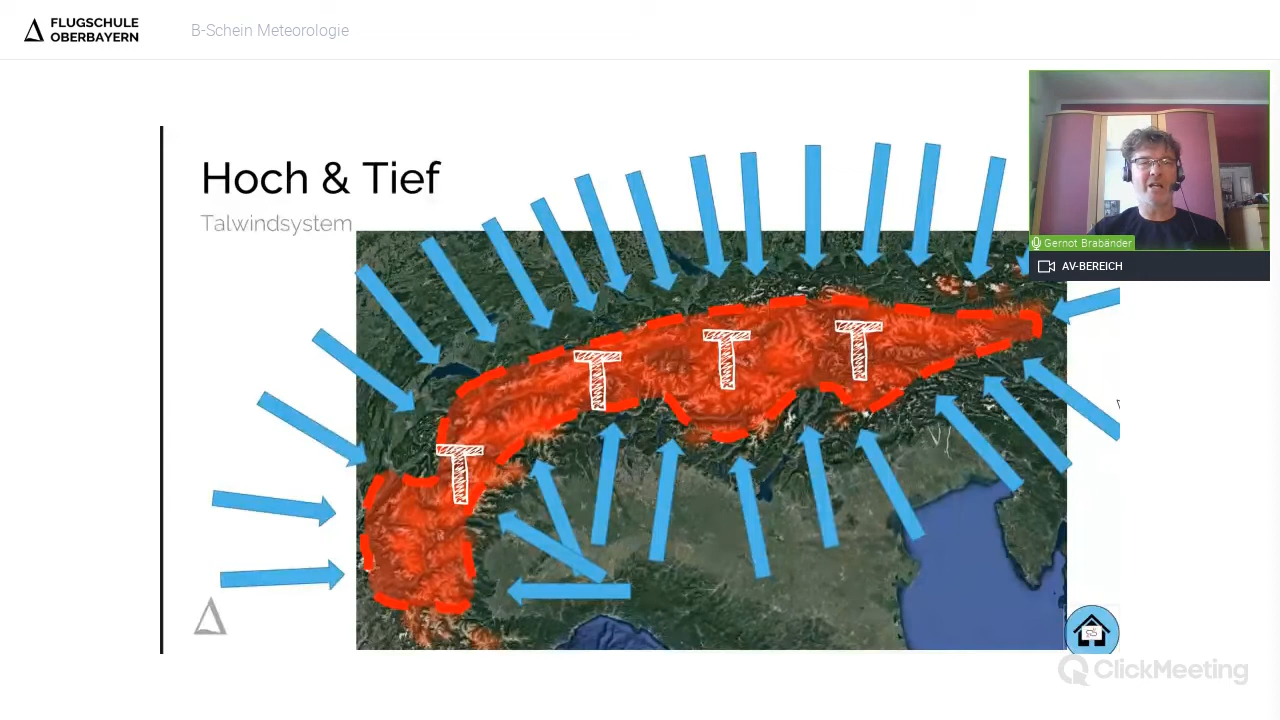 FLUGSCHULE
OBERBAYERN
B-Schein Meteorologie
Hoch & Tief
Talwindsystem
T
T
T
T
Gernot Brabänder
AV-BEREICH
ClickMeeting